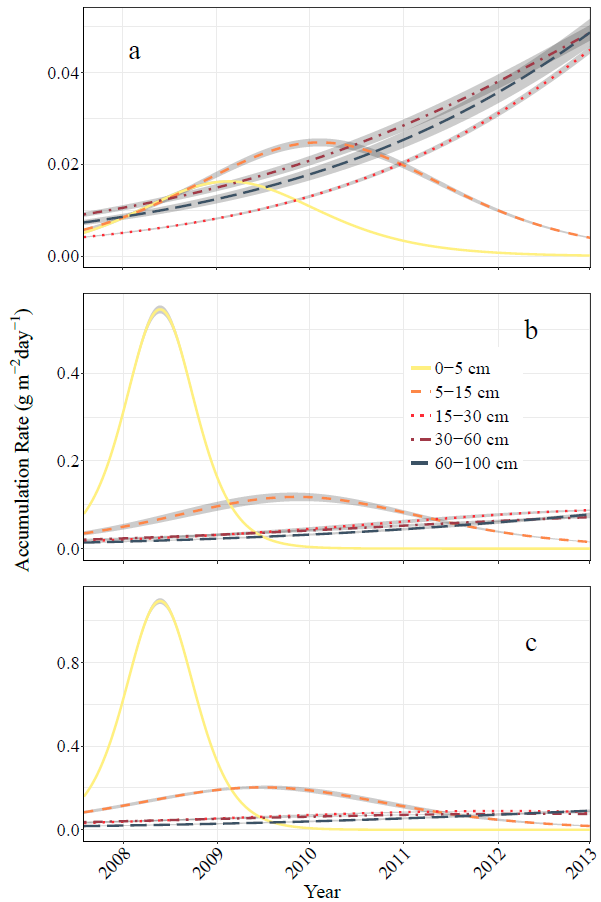 a
0.04
0.02
0.00
b
0−5 cm
5−15 cm
15−30 cm
30−60 cm
60−100 cm
0.4
0.2
0.0
Accumulation Rate (g m⁻²day⁻¹)
c
0.8
0.4
0.0
2008 2009 2010 2011 2012 2013
Year